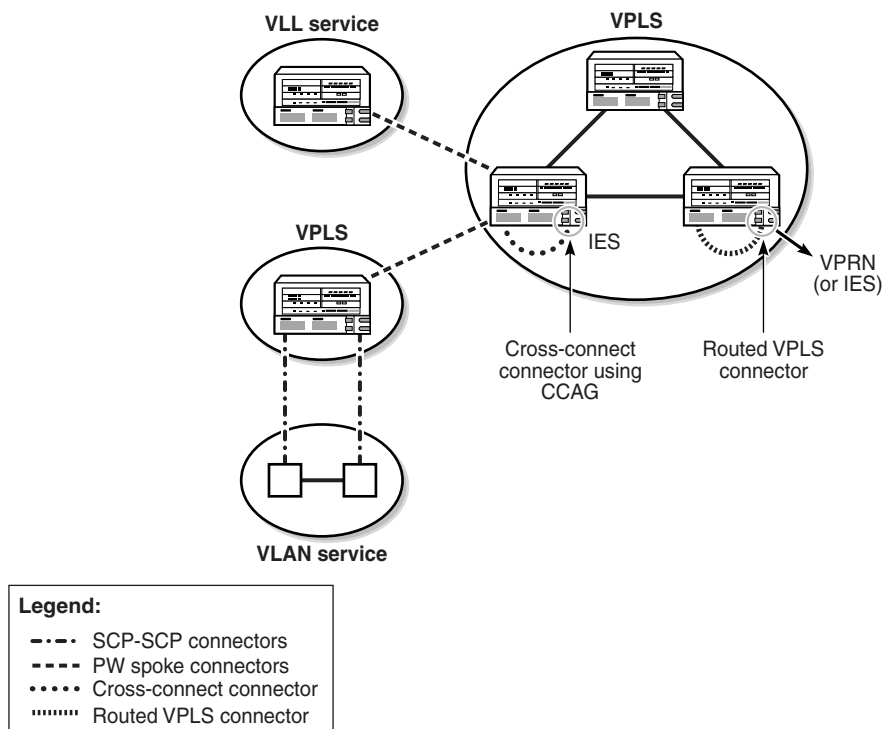 VLL service
VPLS
VPLS
IES
VPRN
(or IES)
Cross-connect
connector using
CCAG
Routed VPLS
connector
VLAN service
Legend:
SCP-SCP connectors
PW spoke connectors
Cross-connect connector
Routed VPLS connector